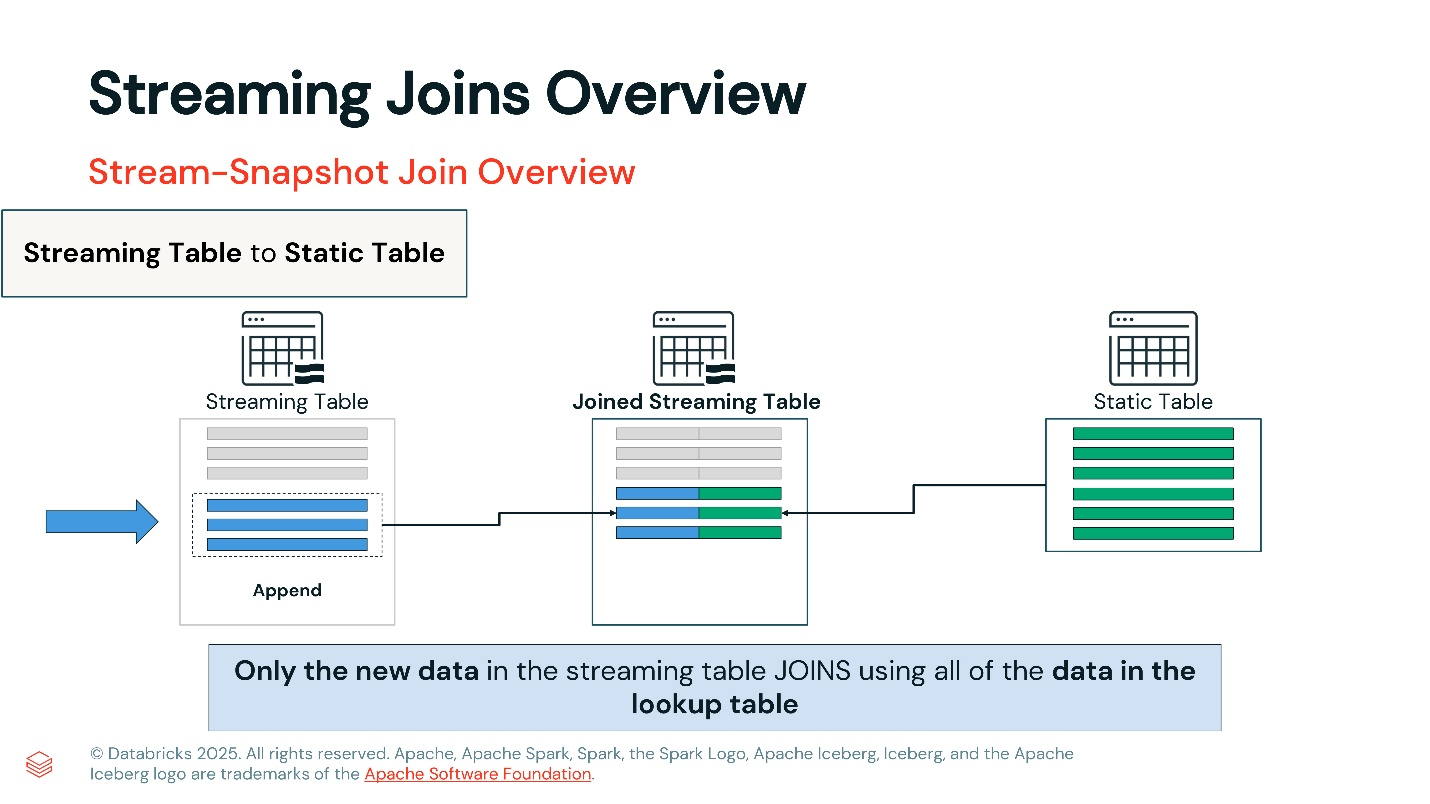 Streaming Joins Overview
Stream-Snapshot Join Overview
Streaming Table to Static Table
Streaming Table
Joined Streaming Table
Static Table
Append
Only the new data in the streaming table JOINS using all of the data in the
lookup table
© Databricks 2025. All rights reserved. Apache, Apache Spark, Spark, the Spark Logo, Apache Iceberg, Iceberg, and the Apache
Iceberg logo are trademarks of the Apache Software Foundation.